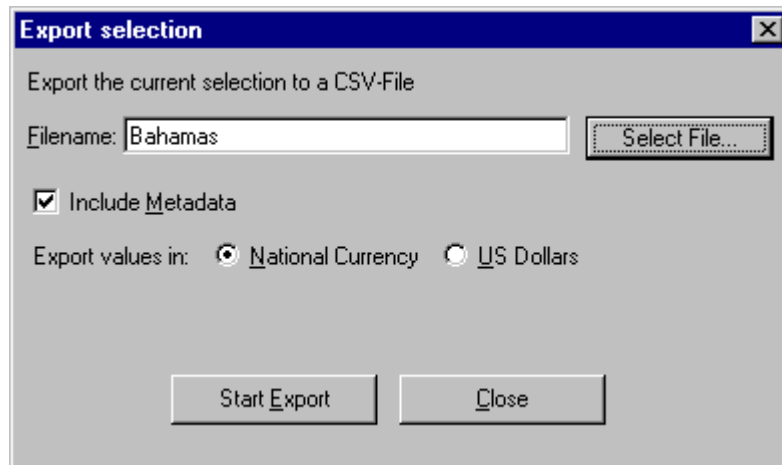 Export selection
Export the current selection to a CSV-File
Filename: Bahamas Select File...
Include Metadata
Export values in: National Currency US Dollars
Start Export Close